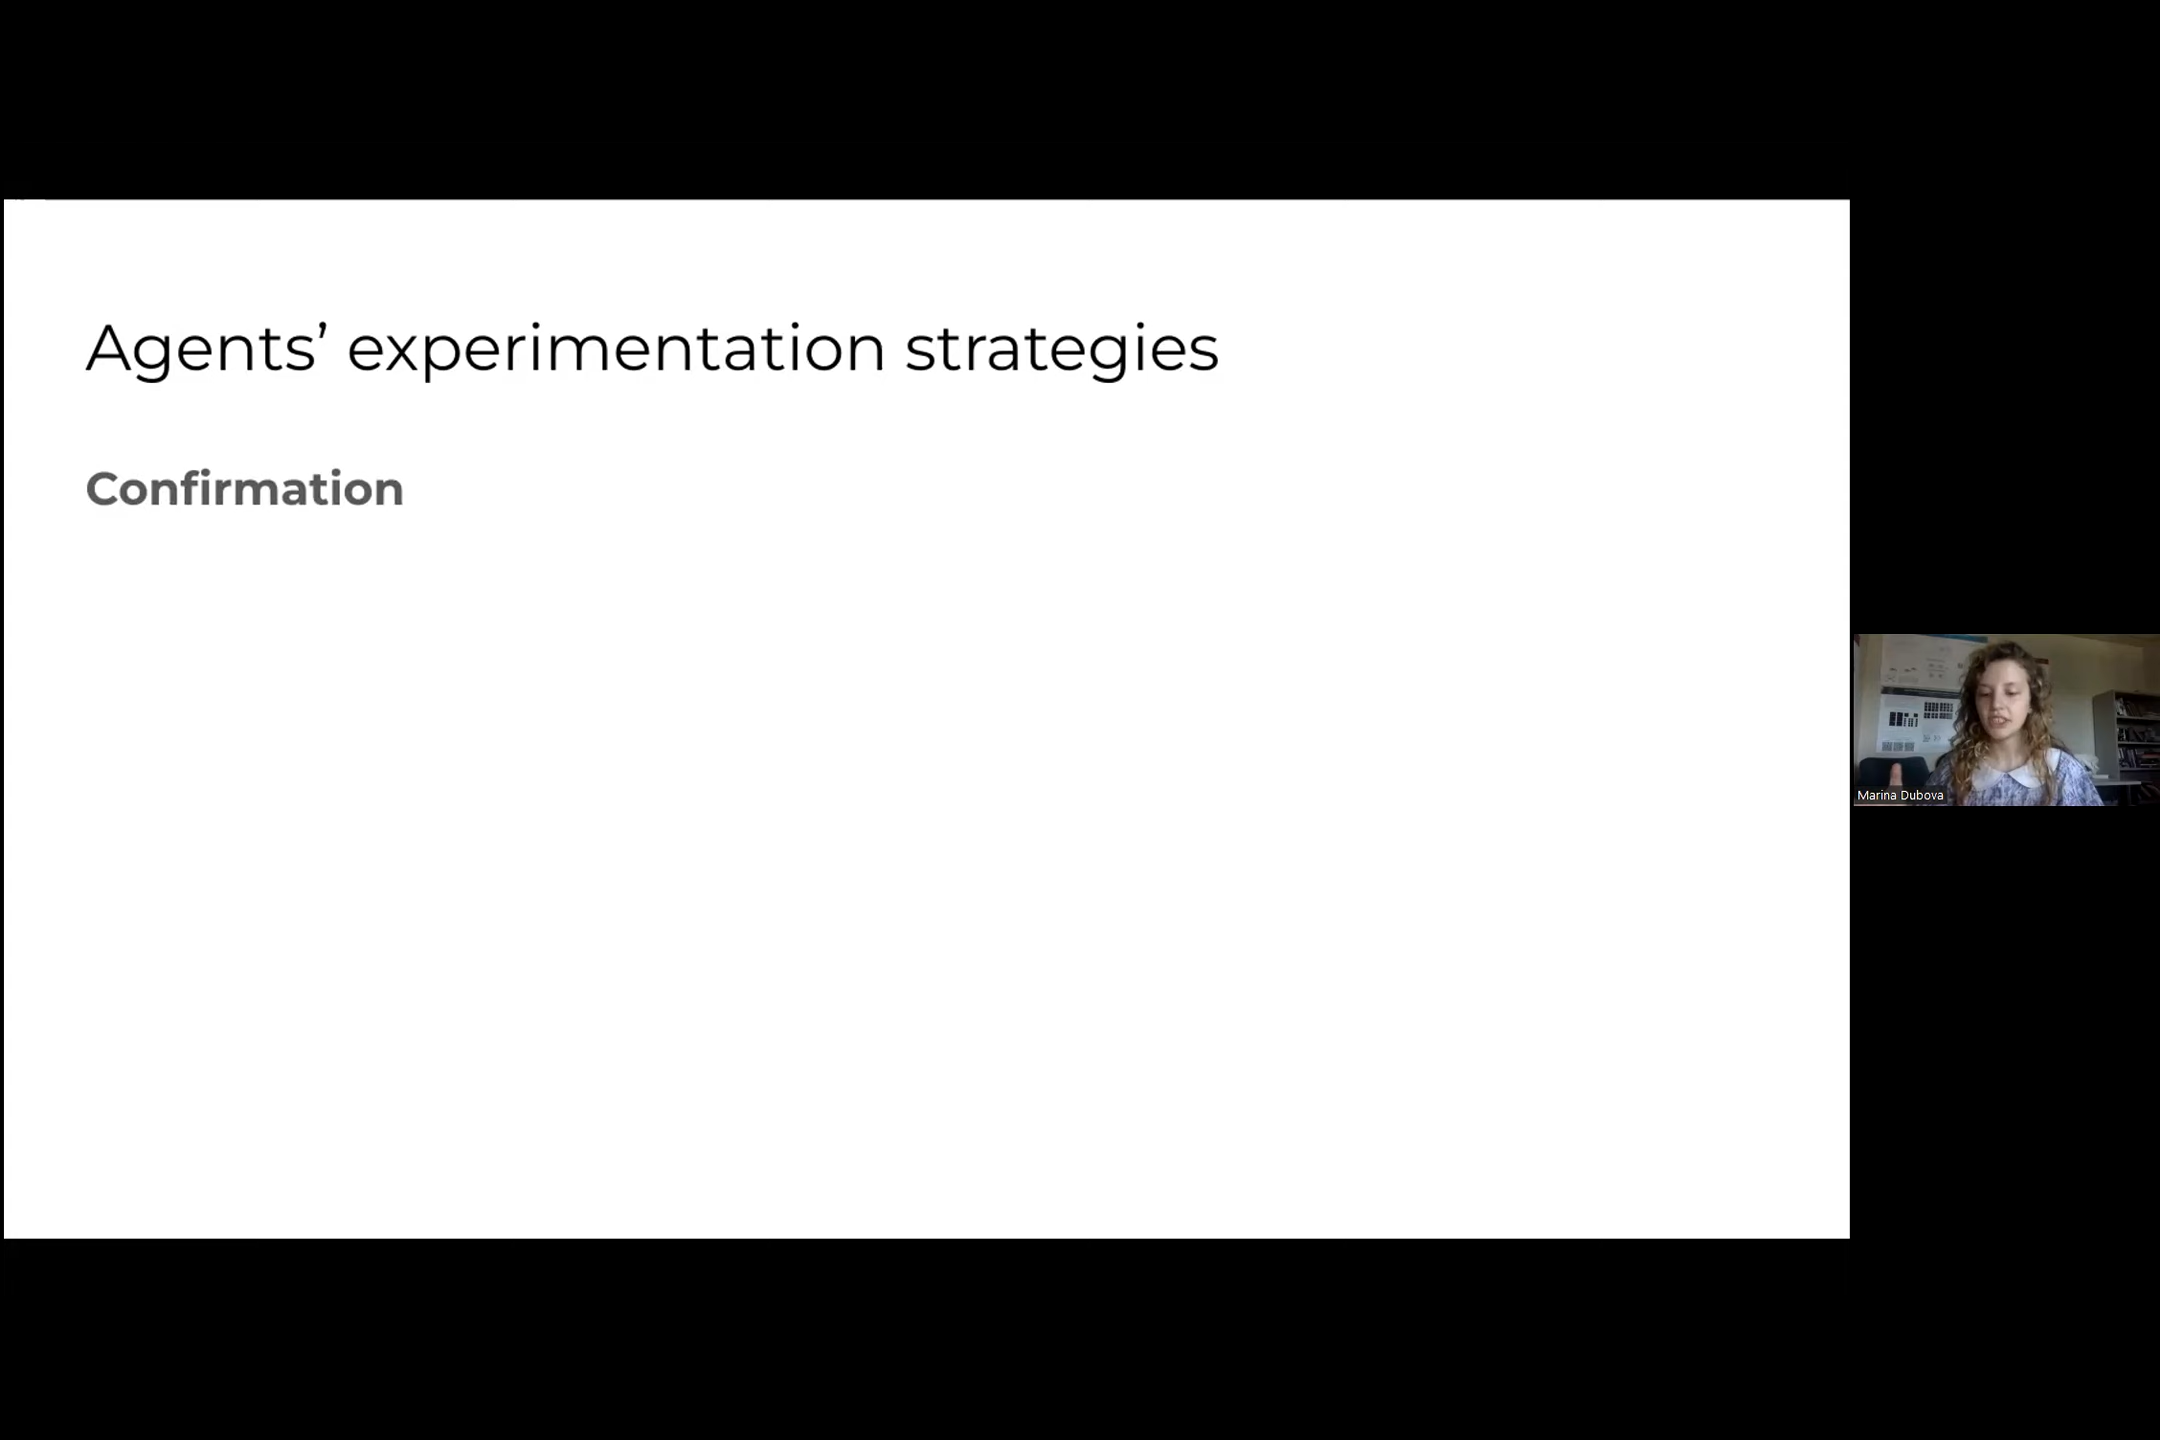 Agents’ experimentation strategies
Confirmation
Marina Dubova